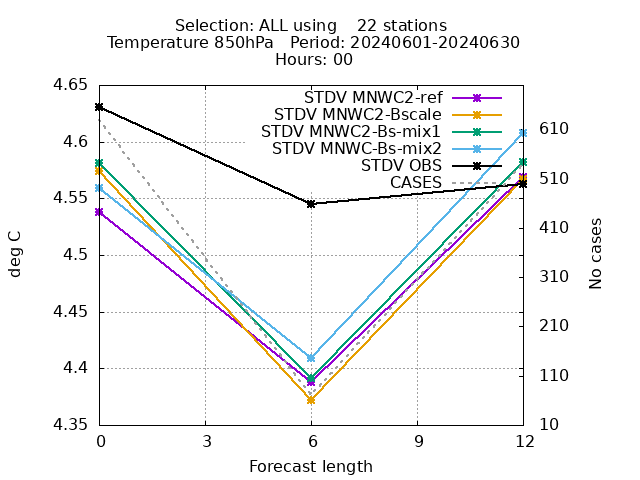 Selection: ALL using    22 stations
Temperature 850hPa   Period: 20240601-20240630
Hours: 00
STDV MNWC2-ref
STDV MNWC2-Bscale
STDV MNWC2-Bs-mix1
STDV MNWC-Bs-mix2
STDV OBS
CASES
4.65
4.6
4.55
4.5
4.45
4.4
4.35
deg C
610
510
410
310
210
110
10
No cases
0
3
6
9
12
Forecast length